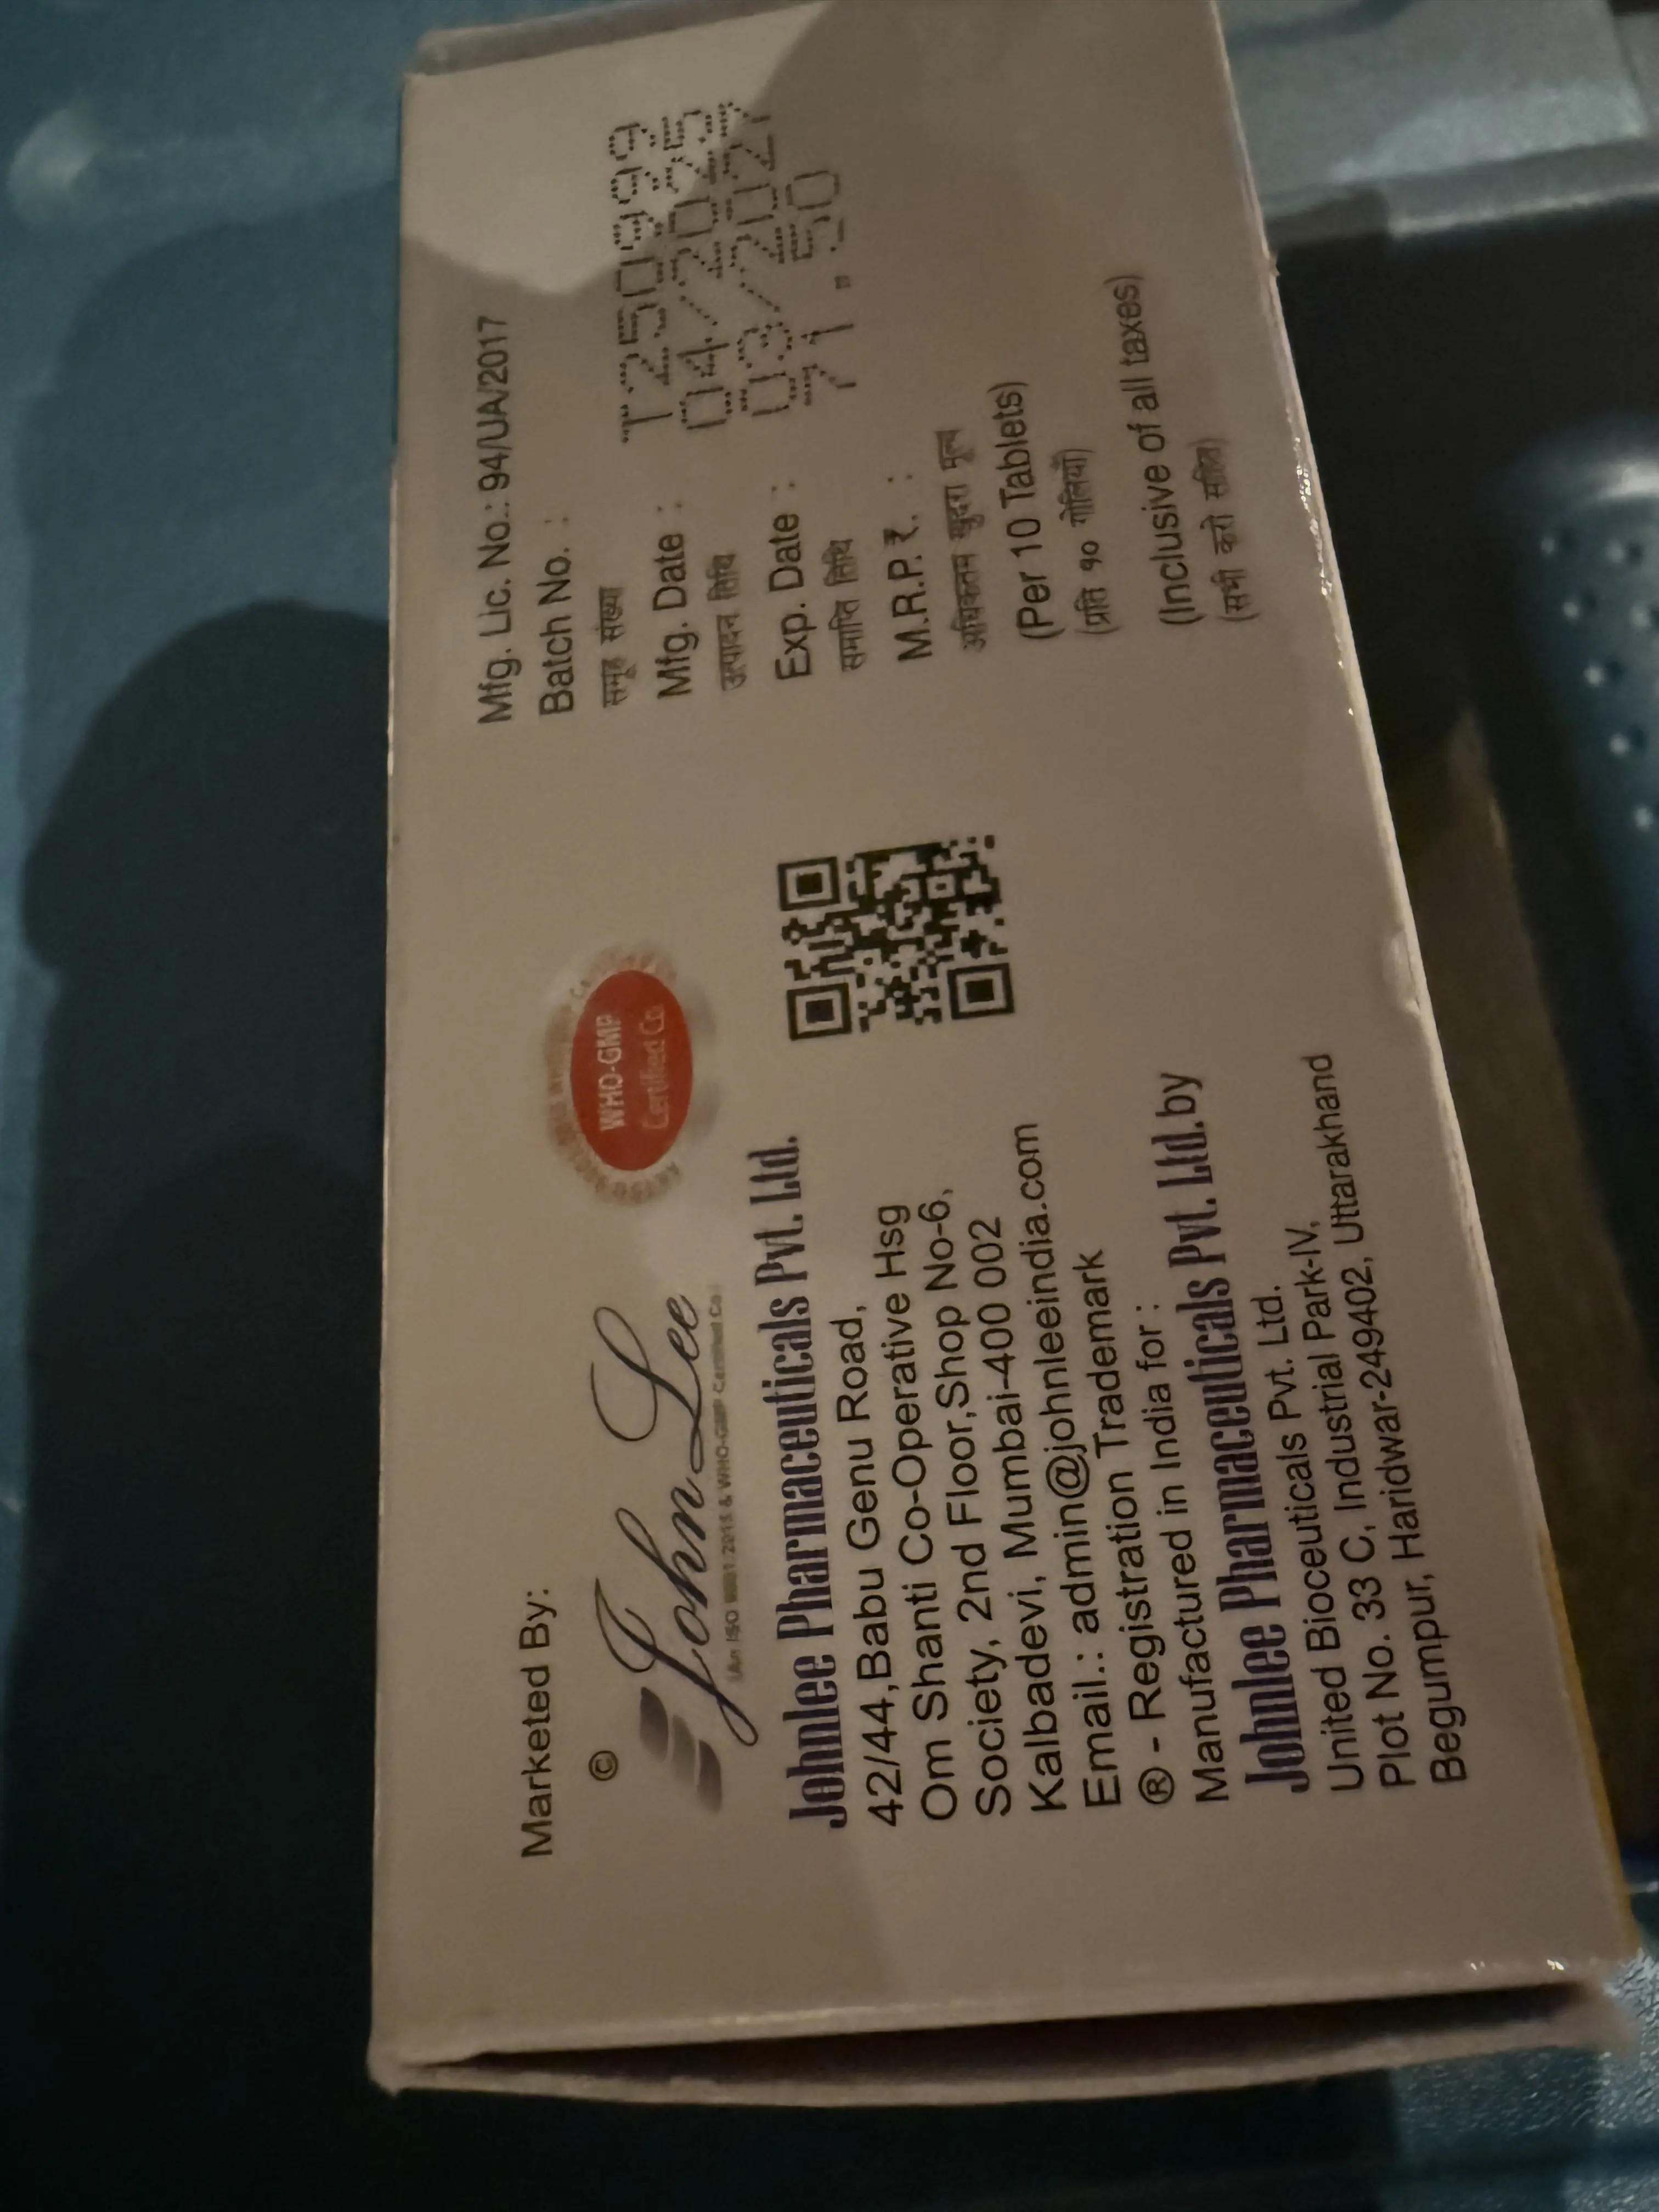 Marketed By:
©
John Lee
Johnlee Pharmaceuticals Pvt. Ltd.
42/44,Babu Genu Road,
Om Shanti Co-Operative Hsg
Society, 2nd Floor,Shop No-6,
Kalbadevi, Mumbai-400 002
Email.: admin@johnleeindia.com
® - Registration Trademark
Manufactured in India for :
Johnlee Pharmaceuticals Pvt. Ltd.by
United Bioceuticals Pvt. Ltd.
Plot No. 33 C, Industrial Park-IV,
Begumpur, Haridwar-249402, Uttarakhand
WHO-GMP
Certified Co
Mfg. Lic. No.: 94/UA/2017
Batch No. : T250999
समूह संख्या
Mfg. Date : 04/2025
उत्पादन तिथि
Exp. Date : 03/2027
समाप्ति तिथि
M.R.P.₹. : 71.50
अधिकतम खुदरा मूल्य
(Per 10 Tablets)
(प्रति १० गोलियाँ)
(Inclusive of all taxes)
(सभी करो सहित)